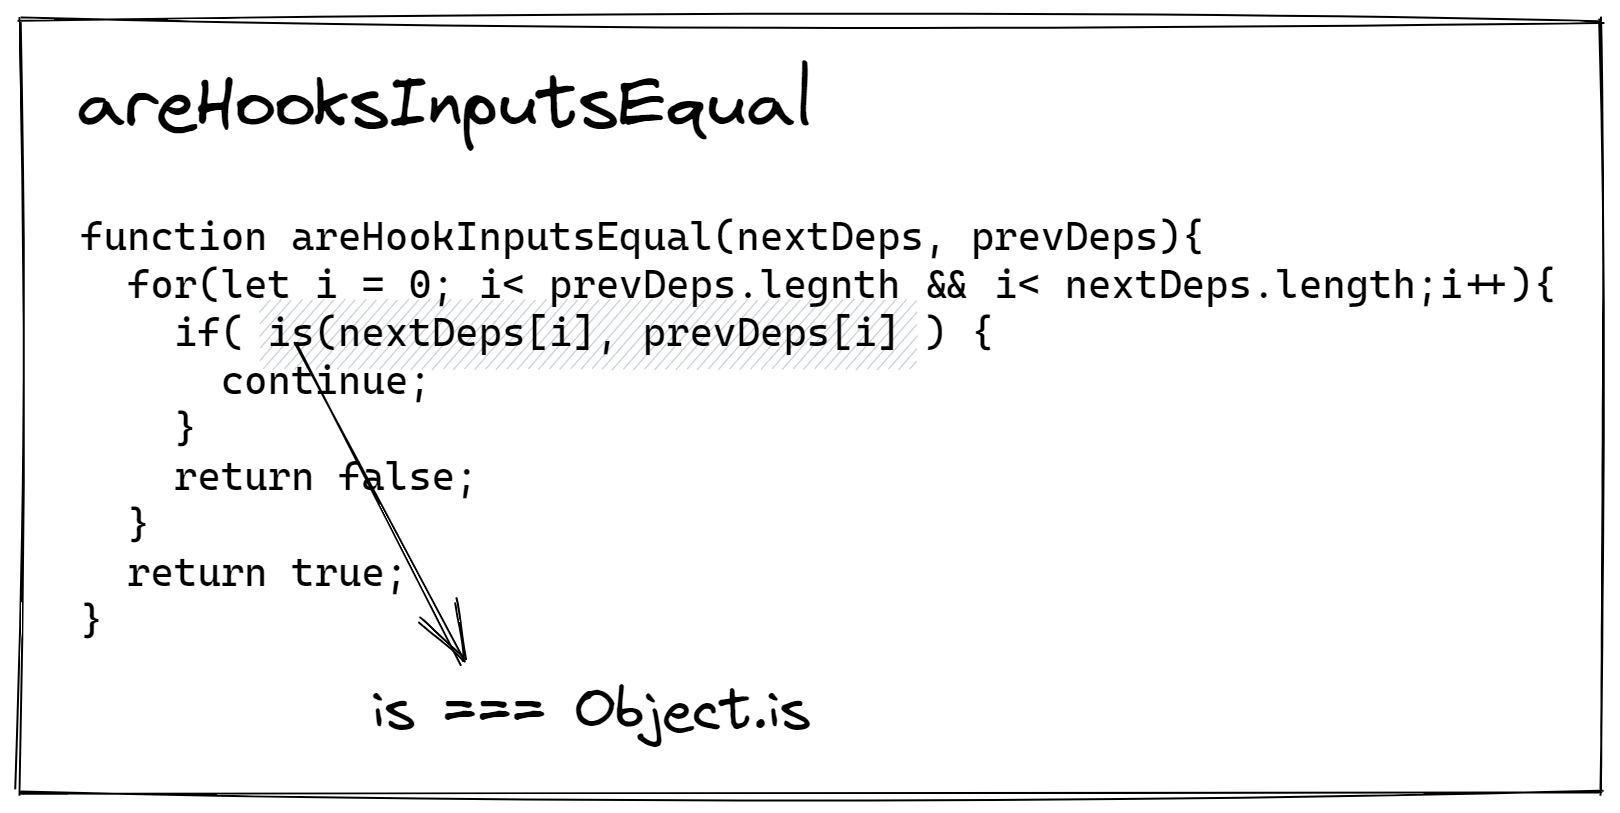 areHooksInputsEqual
function areHookInputsEqual(nextDeps, prevDeps){
for(let i = 0; i< prevDeps.legnth && i< nextDeps.length;i++){
if( is(nextDeps[i], prevDeps[i] ) {
continue;
}
return false;
}
return true;
}
is === Object.is